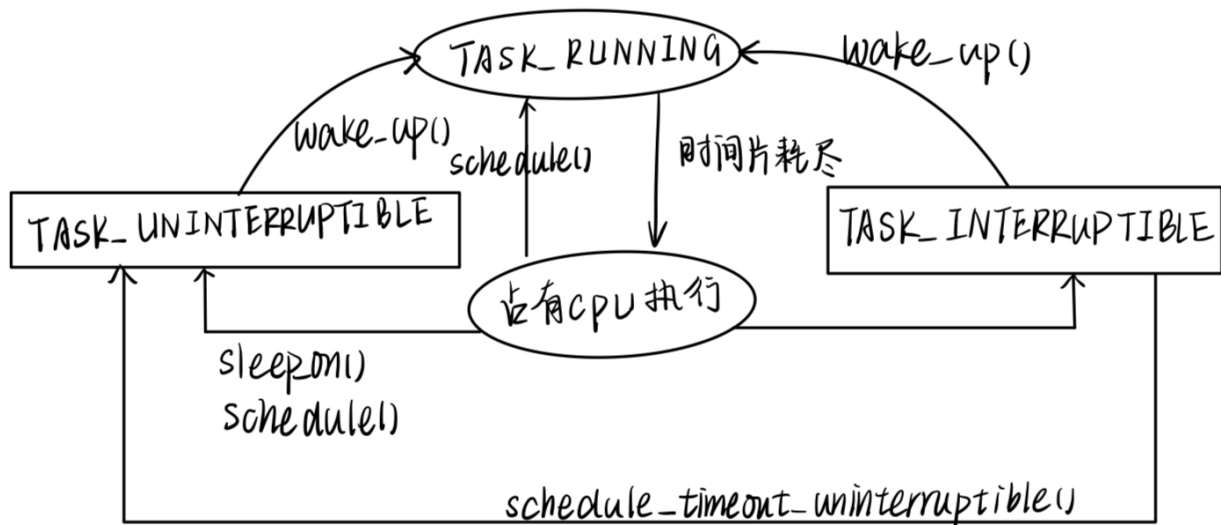 TASK_RUNNING
wake_up()
wake_up()
schedule()
时间片耗尽
TASK_UNINTERRUPTIBLE
TASK_INTERRUPTIBLE
占有CPU执行
sleep_on()
schedule()
schedule_timeout_uninterruptible()